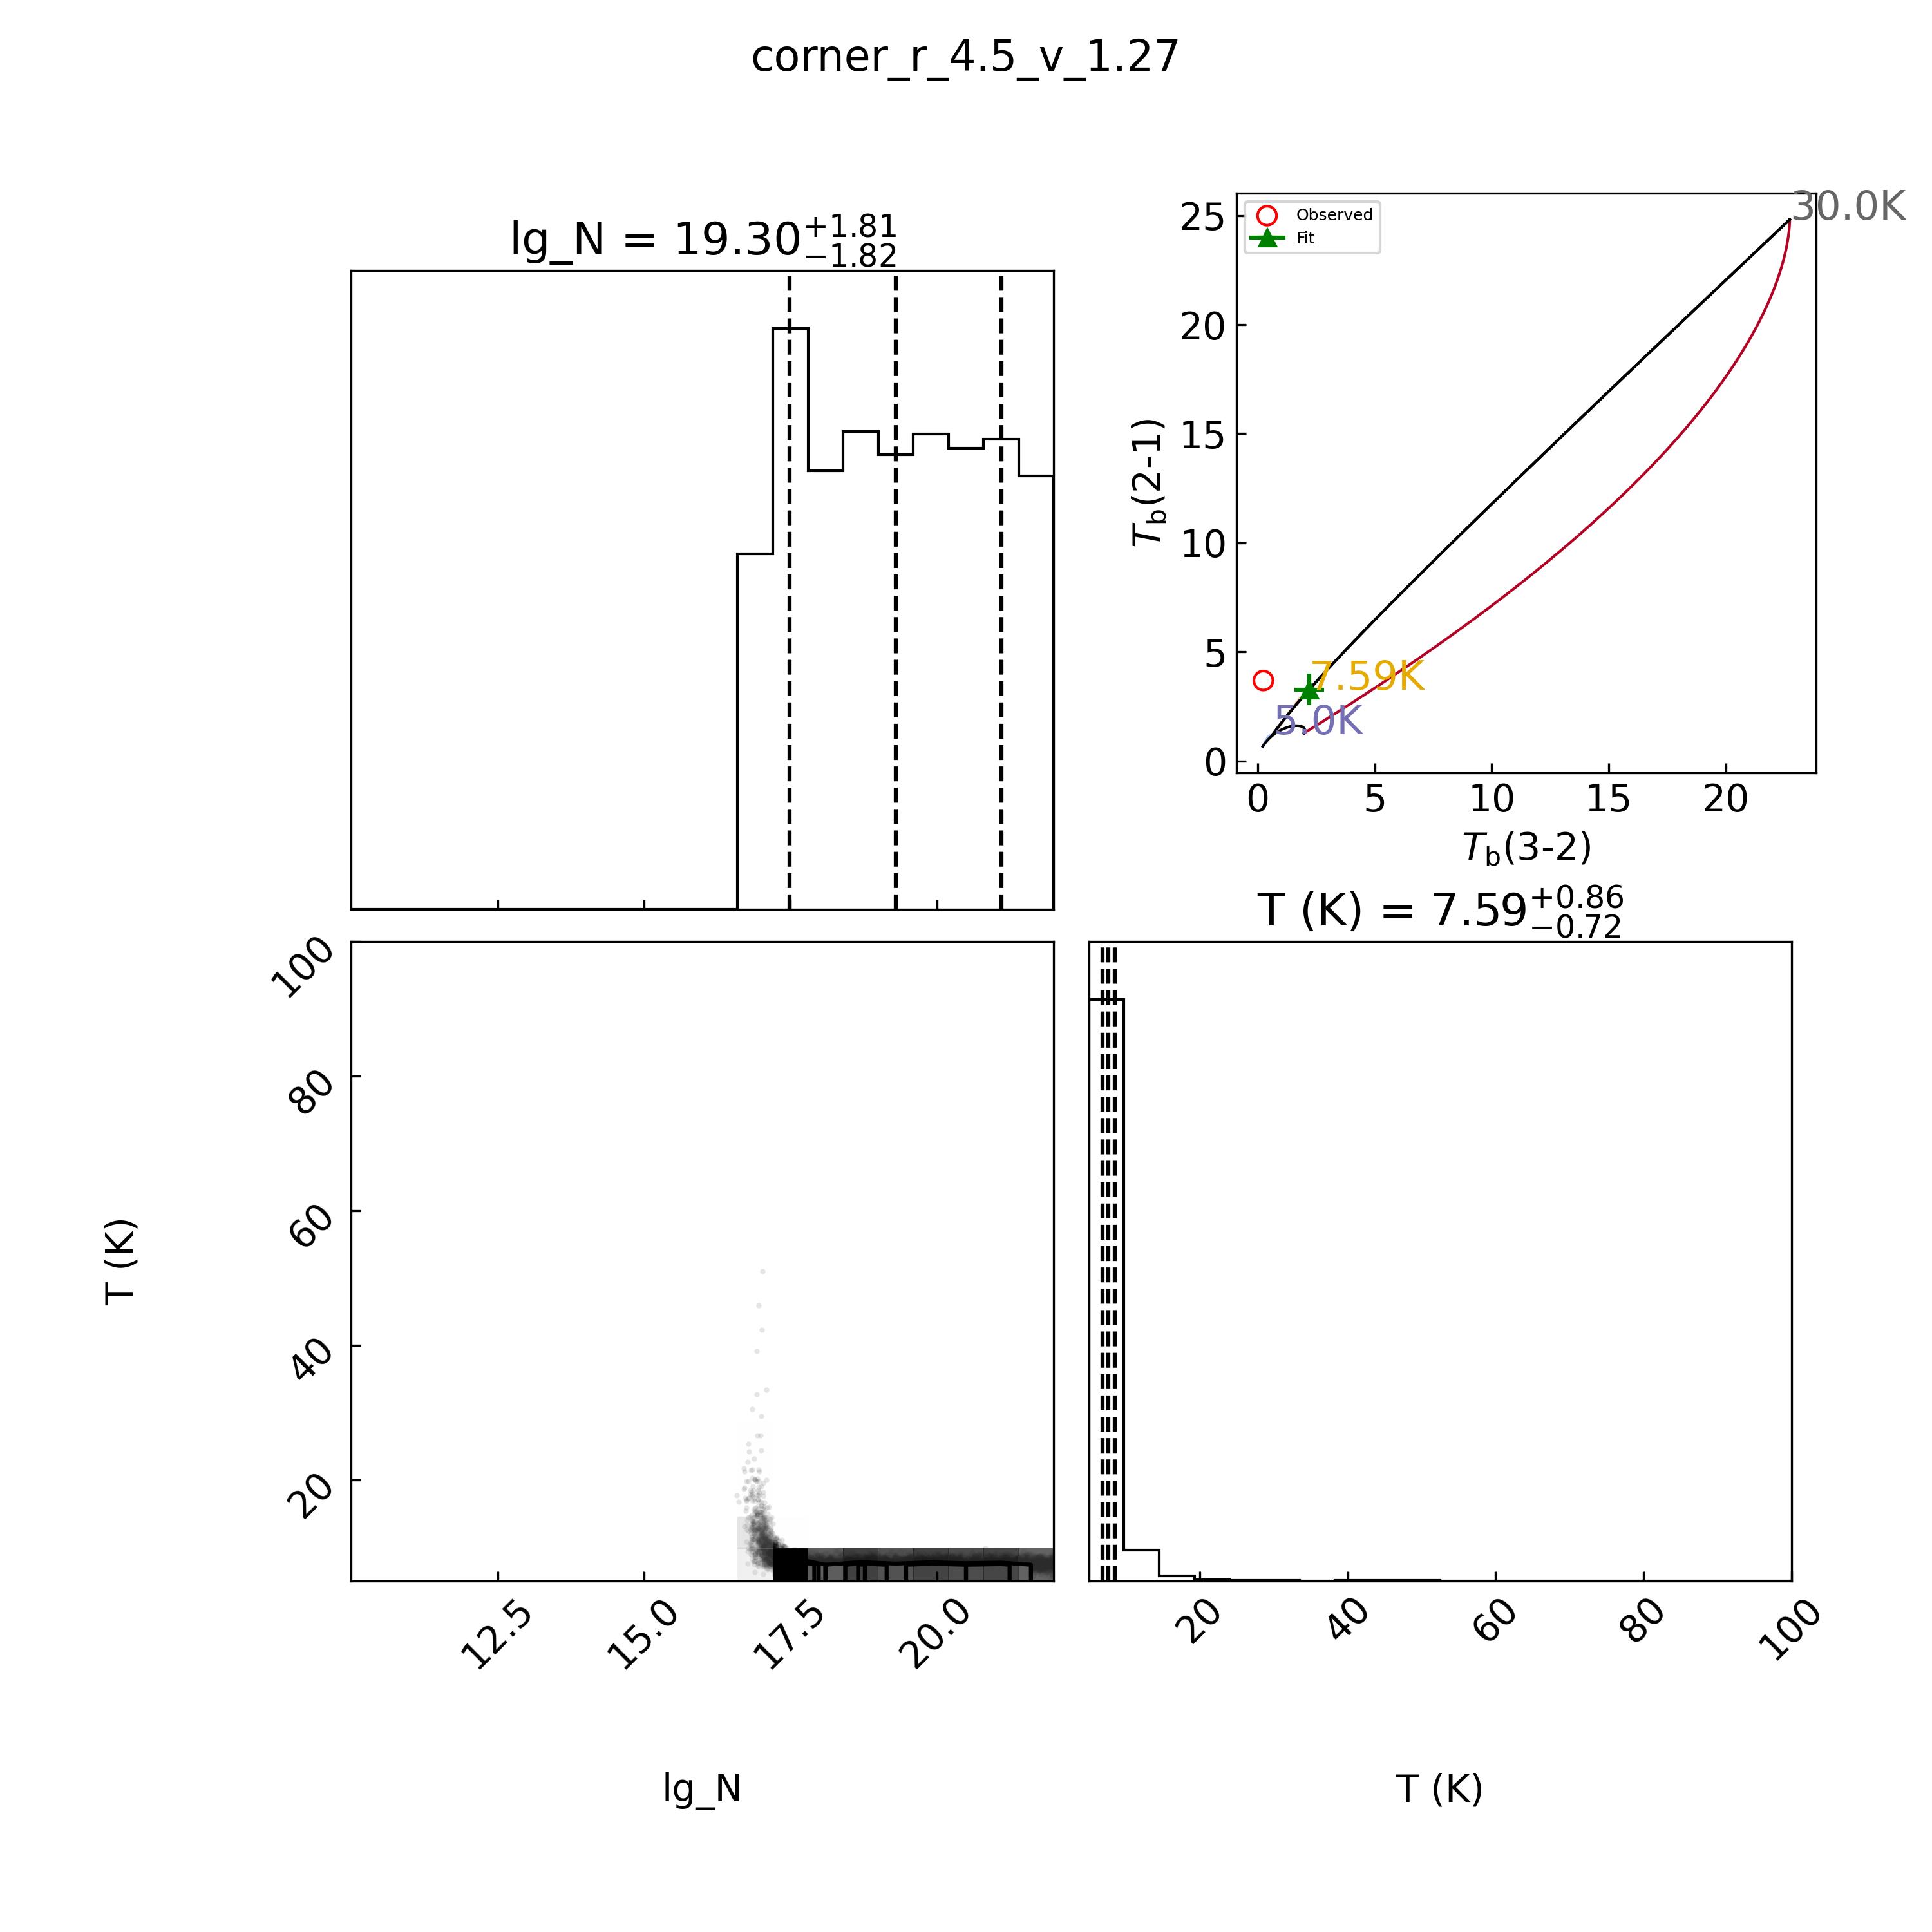 corner_r_4.5_v_1.27
lg_N = 19.30+1.81−1.82
25
20
15
10
5
0
Tb(2-1)
Observed
Fit
30.0K
7.59K
5.0K
0 5 10 15 20
Tb(3-2)
T (K) = 7.59+0.86−0.72
100
80
60
40
20
T (K)
12.5 15.0 17.5 20.0
lg_N
20 40 60 80 100
T (K)